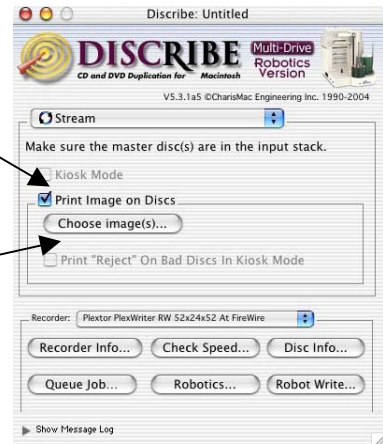 Discribe: Untitled
DISCRIBE
CD and DVD Duplication for Macintosh
Multi-Drive
Robotics
Version
V5.3.1a5 ©CharisMac Engineering Inc. 1990-2004
Stream
Make sure the master disc(s) are in the input stack.
Kiosk Mode
Print Image on Discs
Choose image(s)...
Print "Reject" On Bad Discs In Kiosk Mode
Recorder: Plextor PlexWriter RW 52x24x52 At FireWire
Recorder Info... Check Speed... Disc Info...
Queue Job... Robotics... Robot Write...
Show Message Log